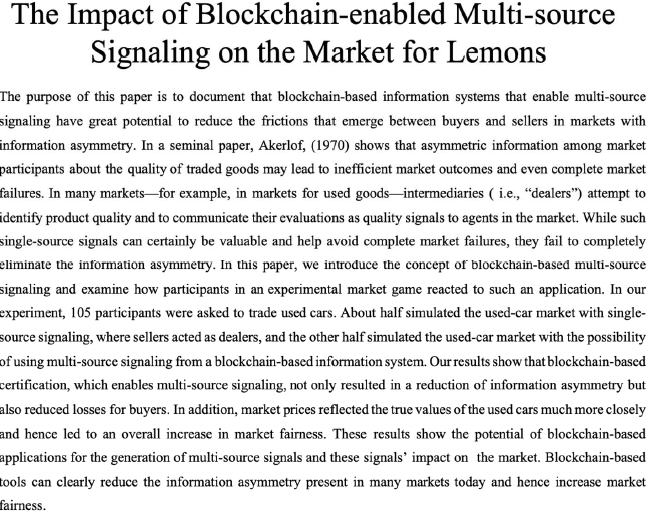 The Impact of Blockchain-enabled Multi-source
Signaling on the Market for Lemons
The purpose of this paper is to document that blockchain-based information systems that enable multi-source
signaling have great potential to reduce the frictions that emerge between buyers and sellers in markets with
information asymmetry. In a seminal paper, Akerlof, (1970) shows that asymmetric information among market
participants about the quality of traded goods may lead to inefficient market outcomes and even complete market
failures. In many markets—for example, in markets for used goods—intermediaries ( i.e., “dealers”) attempt to
identify product quality and to communicate their evaluations as quality signals to agents in the market. While such
single-source signals can certainly be valuable and help avoid complete market failures, they fail to completely
eliminate the information asymmetry. In this paper, we introduce the concept of blockchain-based multi-source
signaling and examine how participants in an experimental market game reacted to such an application. In our
experiment, 105 participants were asked to trade used cars. About half simulated the used-car market with single-
source signaling, where sellers acted as dealers, and the other half simulated the used-car market with the possibility
of using multi-source signaling from a blockchain-based information system. Our results show that blockchain-based
certification, which enables multi-source signaling, not only resulted in a reduction of information asymmetry but
also reduced losses for buyers. In addition, market prices reflected the true values of the used cars much more closely
and hence led to an overall increase in market fairness. These results show the potential of blockchain-based
applications for the generation of multi-source signals and these signals’ impact on the market. Blockchain-based
tools can clearly reduce the information asymmetry present in many markets today and hence increase market
fairness.